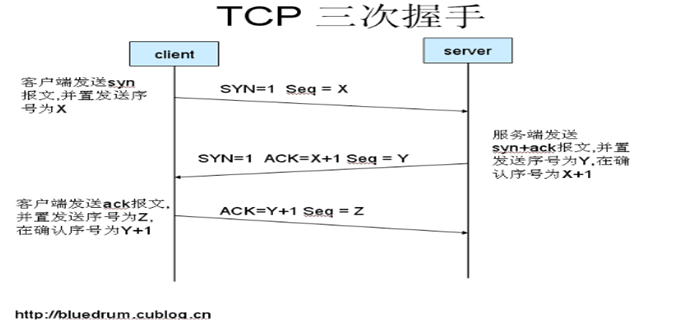 TCP 三次握手
client
server
客户端发送syn
报文,并置发送序
号为X
SYN=1 Seq = X
服务端发送
syn+ack报文,并置
发送序号为Y,在确
认序号为X+1
SYN=1 ACK=X+1 Seq = Y
客户端发送ack报文,
并置发送序号为Z,
在确认序号为Y+1
ACK=Y+1 Seq = Z
http://bluedrum.cublog.cn